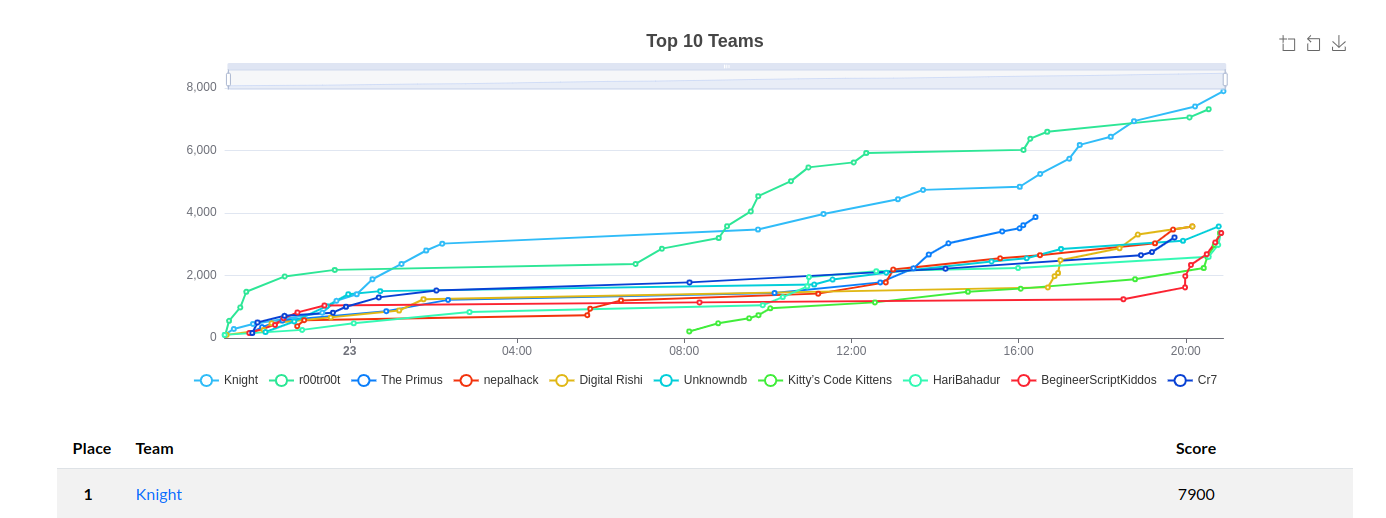 Top 10 Teams
8,000
6,000
4,000
2,000
0
23 04:00 08:00 12:00 16:00 20:00
Knight r00tr00t The Primus nepalhack Digital Rishi Unknowndb Kitty’s Code Kittens HariBahadur BegineerScriptKiddos Cr7
Place Team Score
1 Knight 7900